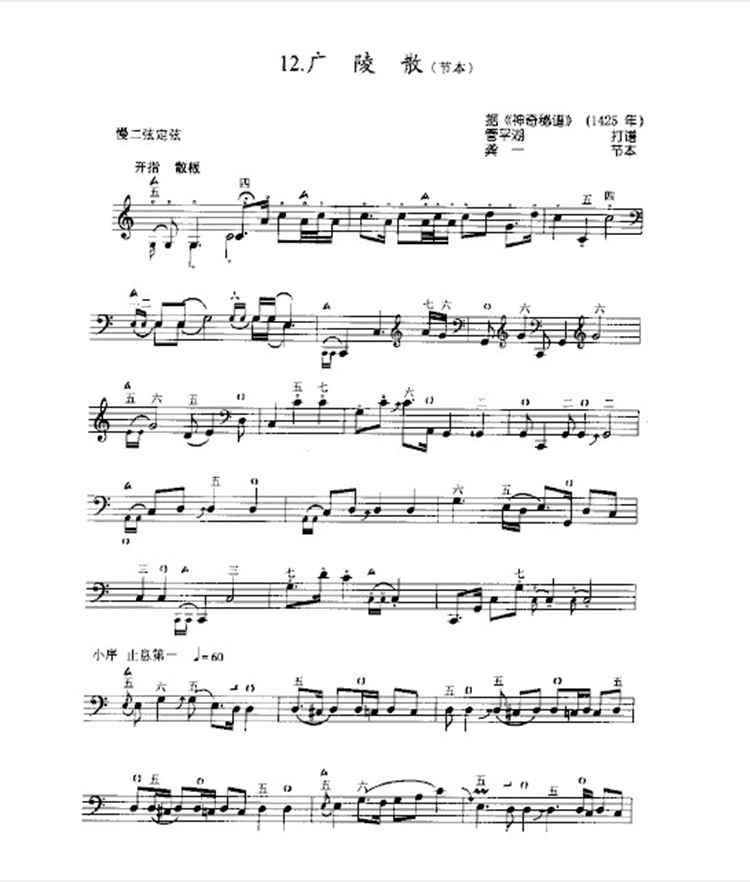 12.广 陵 散（节本）
慢二弦定弦
据《神奇秘谱》（1425 年）
管平湖 打谱
龚 一 节本
开指 散板
五 四 五 四
二 六 七 六 六
五 六 五 五 七 六 二 二
五 六 五
三 三 七 七
小序 止息第一 ♩=60
五 六 五 五 五 五 五
五 五 五 五 六 五